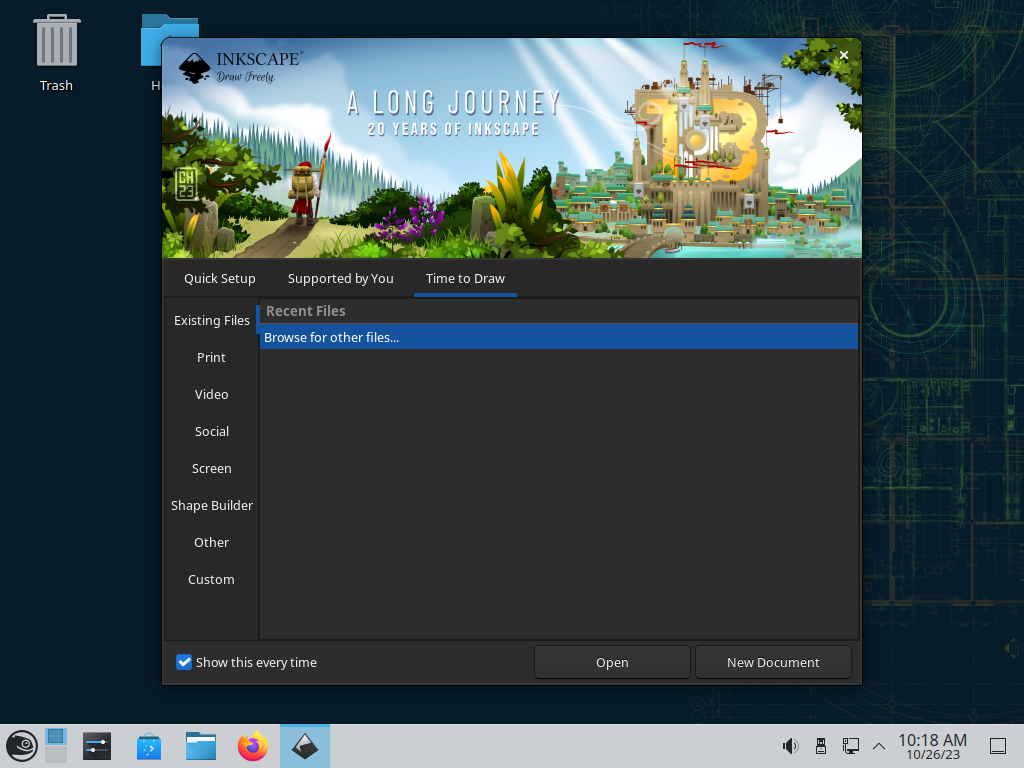 Trash
H
INKSCAPE
Draw Freely.
A LONG JOURNEY
20 YEARS OF INKSCAPE
1.3
CH
23
Quick Setup
Supported by You
Time to Draw
Existing Files
Print
Video
Social
Screen
Shape Builder
Other
Custom
Recent Files
Browse for other files...
Show this every time
Open
New Document
10:18 AM
10/26/23